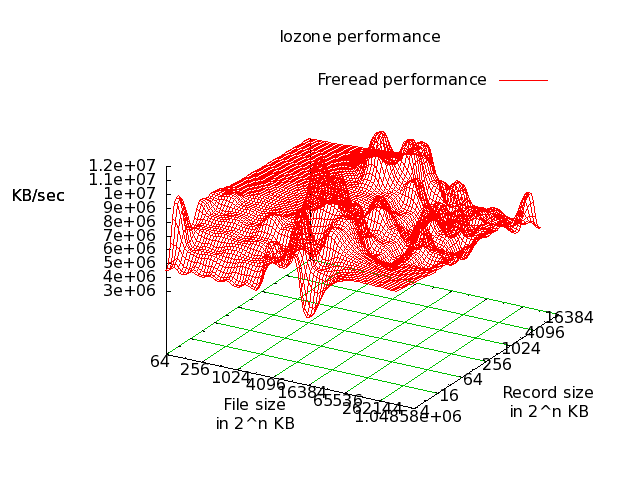 Iozone performance
Freread performance
KB/sec
1.2e+07
1.1e+07
1e+07
9e+06
8e+06
7e+06
6e+06
5e+06
4e+06
3e+06
64
256
1024
4096
16384
65536
262144
1.04858e+06
File size
in 2^n KB
4
16
64
256
1024
4096
16384
Record size
in 2^n KB